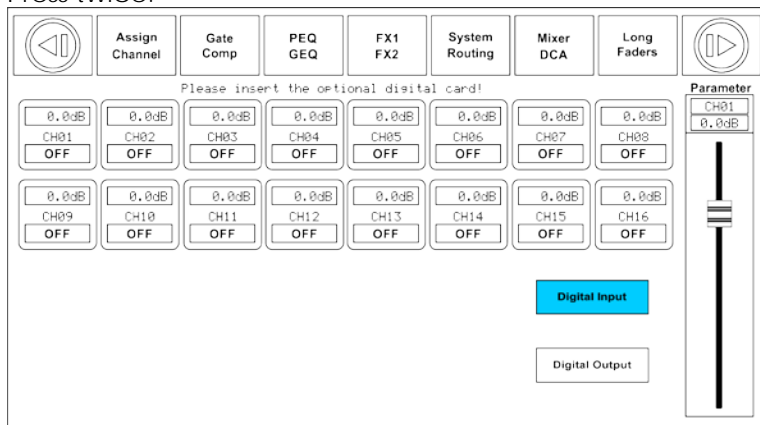 Press twice.
Assign Channel
Gate Comp
PEQ GEQ
FX1 FX2
System Routing
Mixer DCA
Long Faders
Please insert the optional digital card!
Parameter
CH01
0.0dB
0.0dB 0.0dB 0.0dB 0.0dB 0.0dB 0.0dB 0.0dB 0.0dB
CH01 CH02 CH03 CH04 CH05 CH06 CH07 CH08
OFF OFF OFF OFF OFF OFF OFF OFF
0.0dB 0.0dB 0.0dB 0.0dB 0.0dB 0.0dB 0.0dB 0.0dB
CH09 CH10 CH11 CH12 CH13 CH14 CH15 CH16
OFF OFF OFF OFF OFF OFF OFF OFF
Digital Input
Digital Output